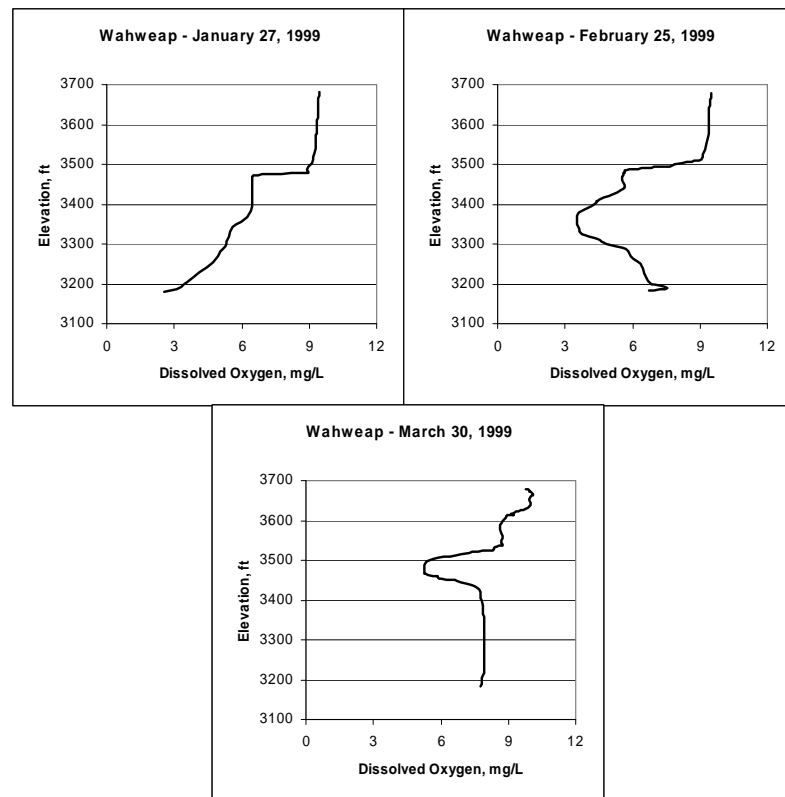 Wahweap - January 27, 1999
3700
3600
3500
3400
3300
3200
3100
Elevation, ft
0 3 6 9 12
Dissolved Oxygen, mg/L
Wahweap - February 25, 1999
3700
3600
3500
3400
3300
3200
3100
Elevation, ft
0 3 6 9 12
Dissolved Oxygen, mg/L
Wahweap - March 30, 1999
3700
3600
3500
3400
3300
3200
3100
Elevation, ft
0 3 6 9 12
Dissolved Oxygen, mg/L